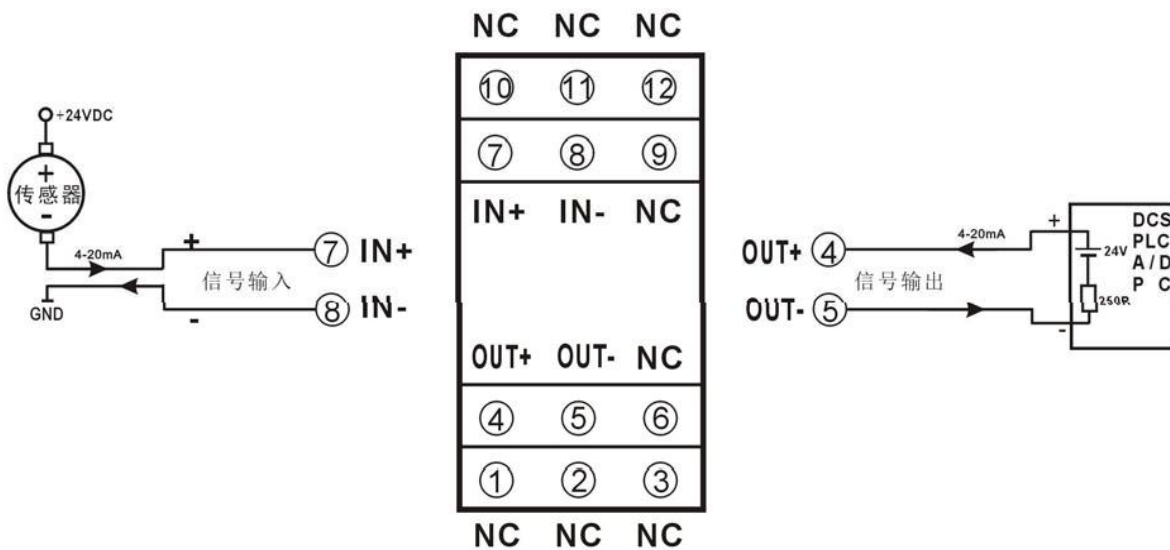 NC NC NC
⑩ ⑪ ⑫
⑦ ⑧ ⑨
IN+ IN- NC
OUT+ OUT- NC
④ ⑤ ⑥
① ② ③
NC NC NC
+24VDC
+
传感器
-
4-20mA
+
⑦ IN+
信号输入
GND
-
⑧ IN-
OUT+ ④
4-20mA
+
信号输出
OUT- ⑤
-
24V
250R
DCS
PLC
A/D
P C